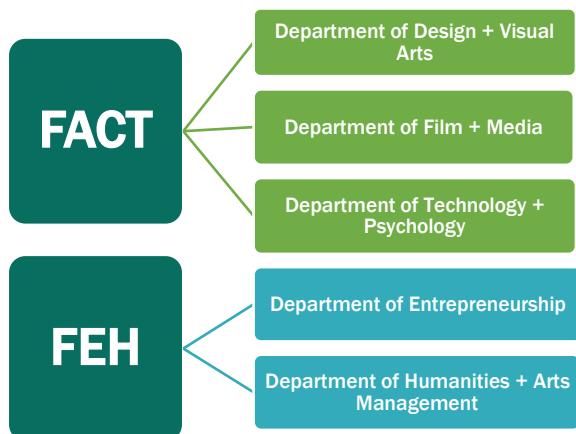 FACT
Department of Design + Visual
Arts
Department of Film + Media
Department of Technology +
Psychology
FEH
Department of Entrepreneurship
Department of Humanities + Arts
Management